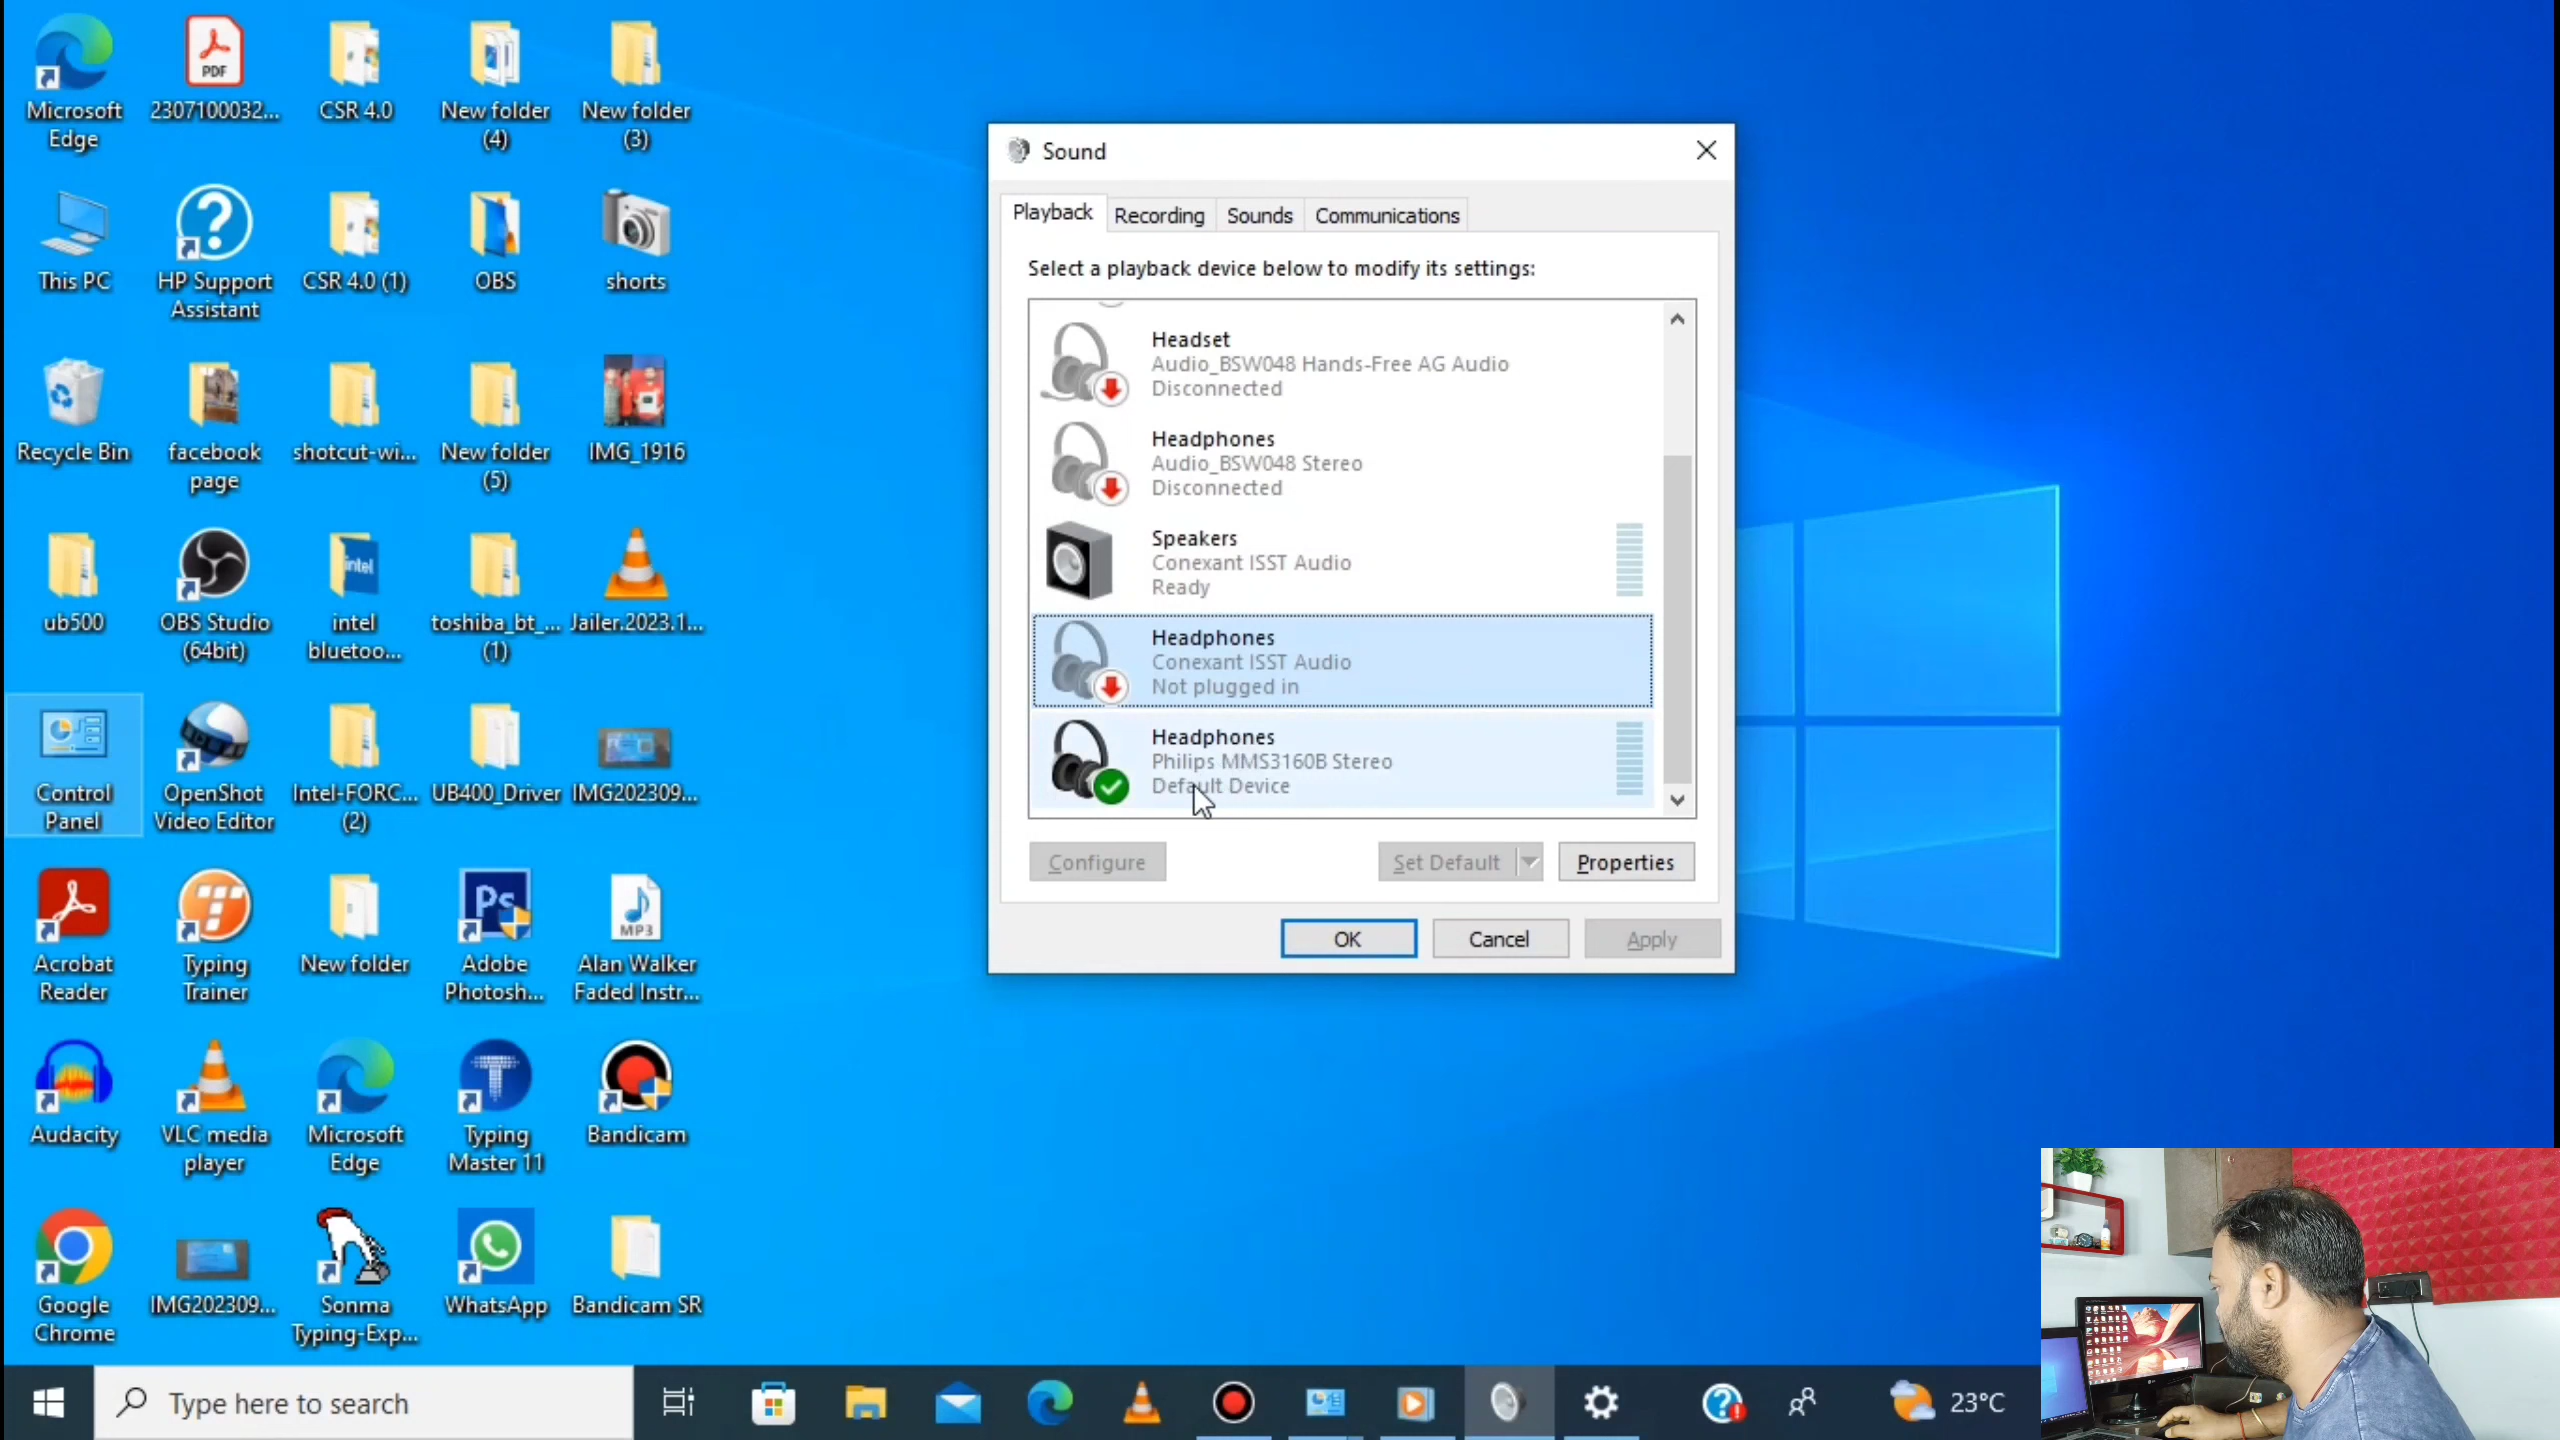 Microsoft
Edge
2307100032...
CSR 4.0
New folder
(4)
New folder
(3)
PDF
This PC
HP Support
Assistant
CSR 4.0 (1)
OBS
shorts
Recycle Bin
facebook
page
shotcut-wi...
New folder
(5)
IMG_1916
ub500
OBS Studio
(64bit)
intel
intel
bluetoo...
toshiba_bt_...
(1)
Jailer.2023.1...
Control
Panel
OpenShot
Video Editor
Intel-FORC...
(2)
UB400_Driver
IMG202309...
Acrobat
Reader
Typing
Trainer
New folder
Ps
Adobe
Photosh...
MP3
Alan Walker
Faded Instr...
Audacity
VLC media
player
Microsoft
Edge
Typing
Master 11
Bandicam
Google
Chrome
IMG202309...
Sonma
Typing-Exp...
WhatsApp
Bandicam SR
Sound
Playback
Recording
Sounds
Communications
Select a playback device below to modify its settings:
Headset
Audio_BSW048 Hands-Free AG Audio
Disconnected
Headphones
Audio_BSW048 Stereo
Disconnected
Speakers
Conexant ISST Audio
Ready
Headphones
Conexant ISST Audio
Not plugged in
Headphones
Philips MMS3160B Stereo
Default Device
Configure
Set Default
Properties
OK
Cancel
Apply
Type here to search
23°C